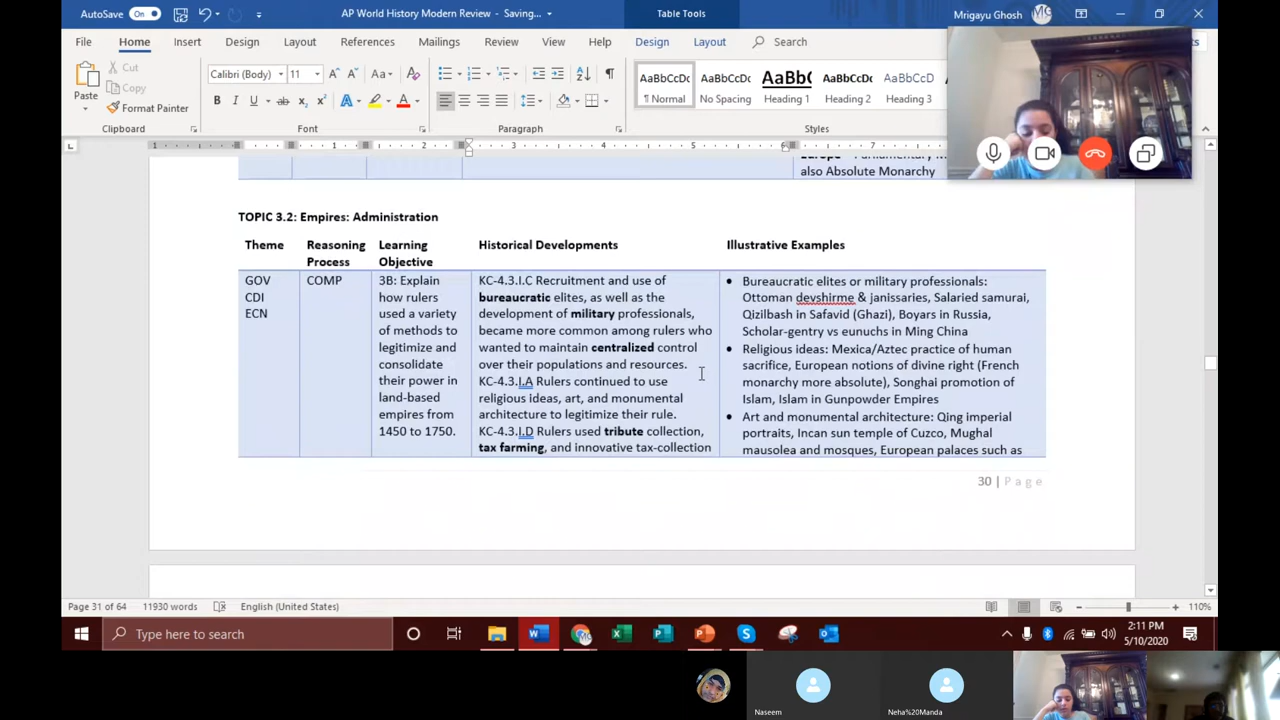 AutoSave On AP World History Modern Review - Saving... Table Tools Mrigayu Ghosh MG
File Home Insert Design Layout References Mailings Review View Help Design Layout Search
Paste Cut Copy Format Painter
Calibri (Body) 11
AaBbCcDc AaBbCcDc AaBb( AaBbCcDc AaBbCcD
¶ Normal No Spacing Heading 1 Heading 2 Heading 3
Clipboard Font Paragraph Styles
1 1 2 3 4 5 6 7
also Absolute Monarchy
TOPIC 3.2: Empires: Administration
Theme Reasoning Process Learning Objective Historical Developments Illustrative Examples
GOV
CDI
ECN
COMP
3B: Explain
how rulers
used a variety
of methods to
legitimize and
consolidate
their power in
land-based
empires from
1450 to 1750.
KC-4.3.I.C Recruitment and use of
bureaucratic elites, as well as the
development of military professionals,
became more common among rulers who
wanted to maintain centralized control
over their populations and resources.
KC-4.3.I.A Rulers continued to use
religious ideas, art, and monumental
architecture to legitimize their rule.
KC-4.3.I.D Rulers used tribute collection,
tax farming, and innovative tax-collection
• Bureaucratic elites or military professionals:
Ottoman devshirme & janissaries, Salaried samurai,
Qizilbash in Safavid (Ghazi), Boyars in Russia,
Scholar-gentry vs eunuchs in Ming China
• Religious ideas: Mexica/Aztec practice of human
sacrifice, European notions of divine right (French
monarchy more absolute), Songhai promotion of
Islam, Islam in Gunpowder Empires
• Art and monumental architecture: Qing imperial
portraits, Incan sun temple of Cuzco, Mughal
mausolea and mosques, European palaces such as
30 | Page
Page 31 of 64 11930 words English (United States) 110%
Type here to search
2:11 PM
5/10/2020
Naseem Neha%20Manda